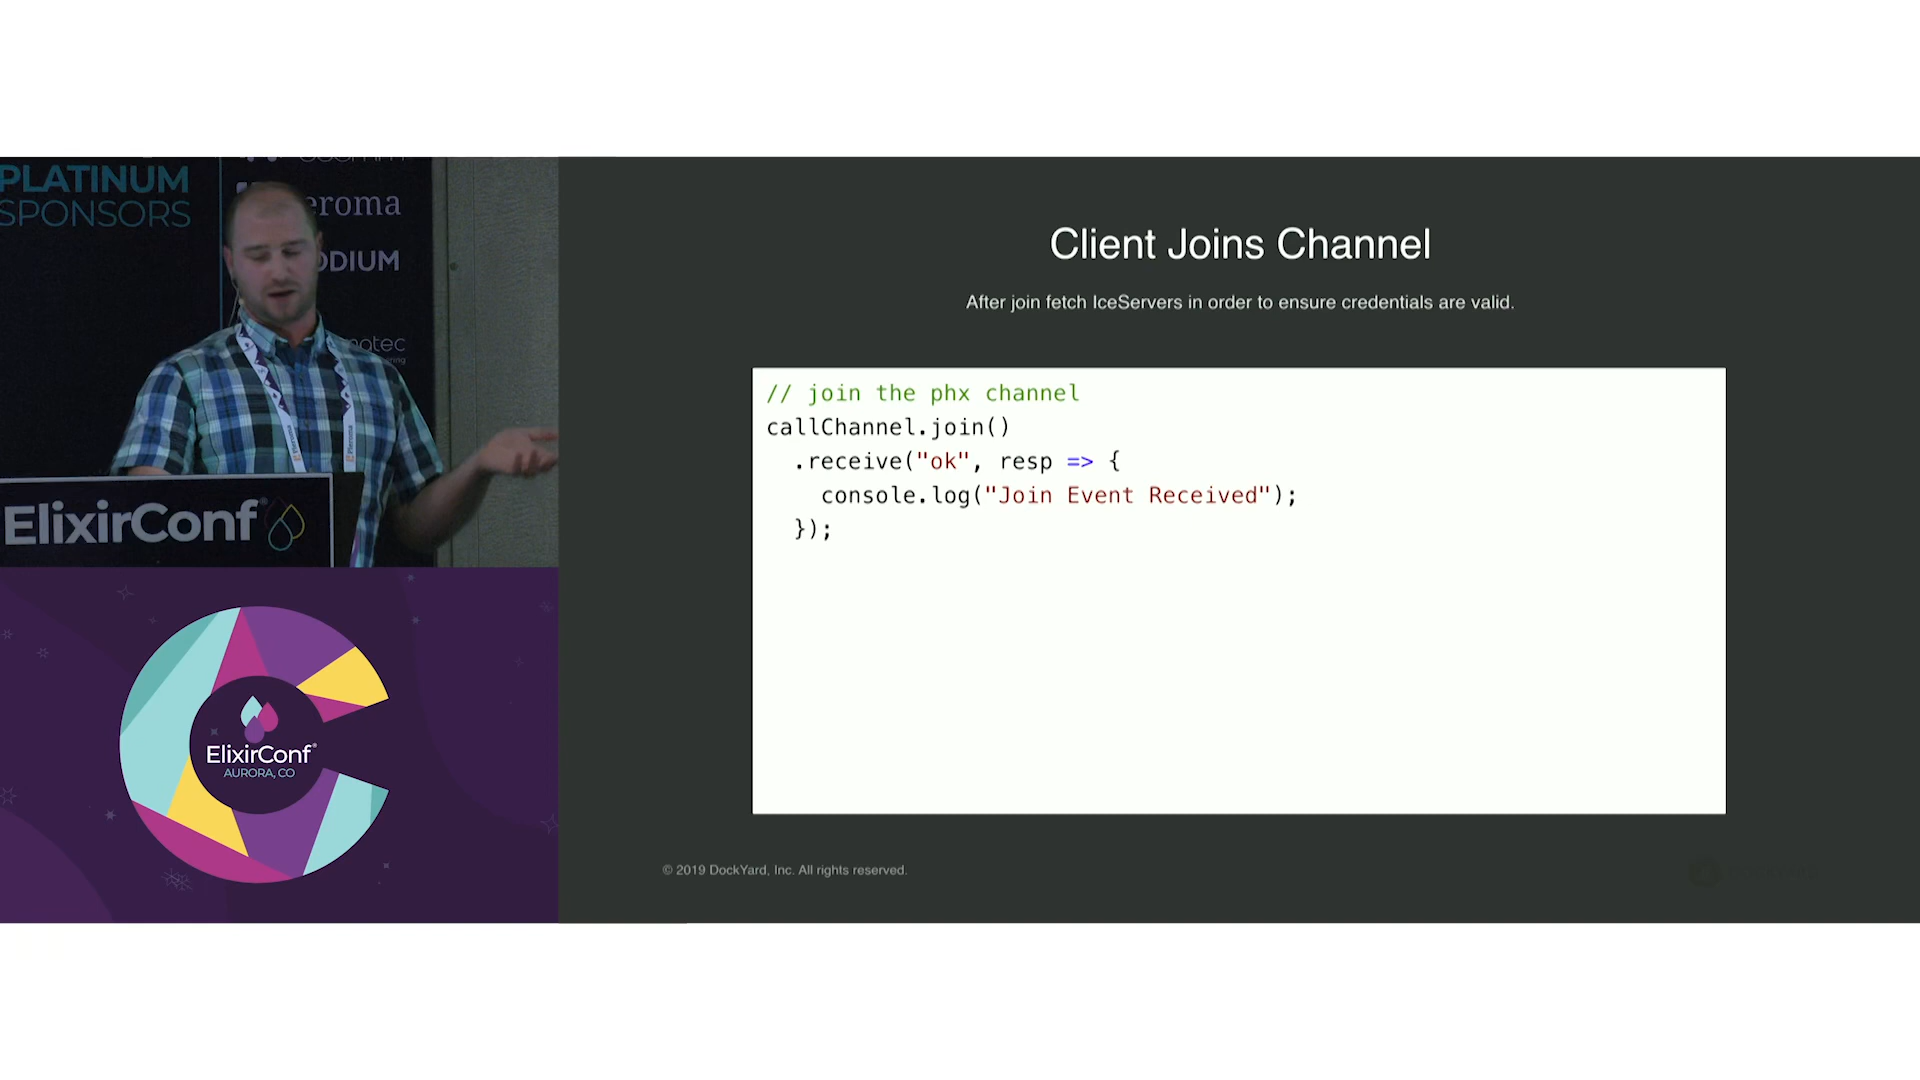 PLATINUM
SPONSORS
eroma
ODIUM
ElixirConf
ElixirConf®
AURORA, CO
Client Joins Channel
After join fetch IceServers in order to ensure credentials are valid.
// join the phx channel
callChannel.join()
.receive("ok", resp => {
console.log("Join Event Received");
});
© 2019 DockYard, Inc. All rights reserved.